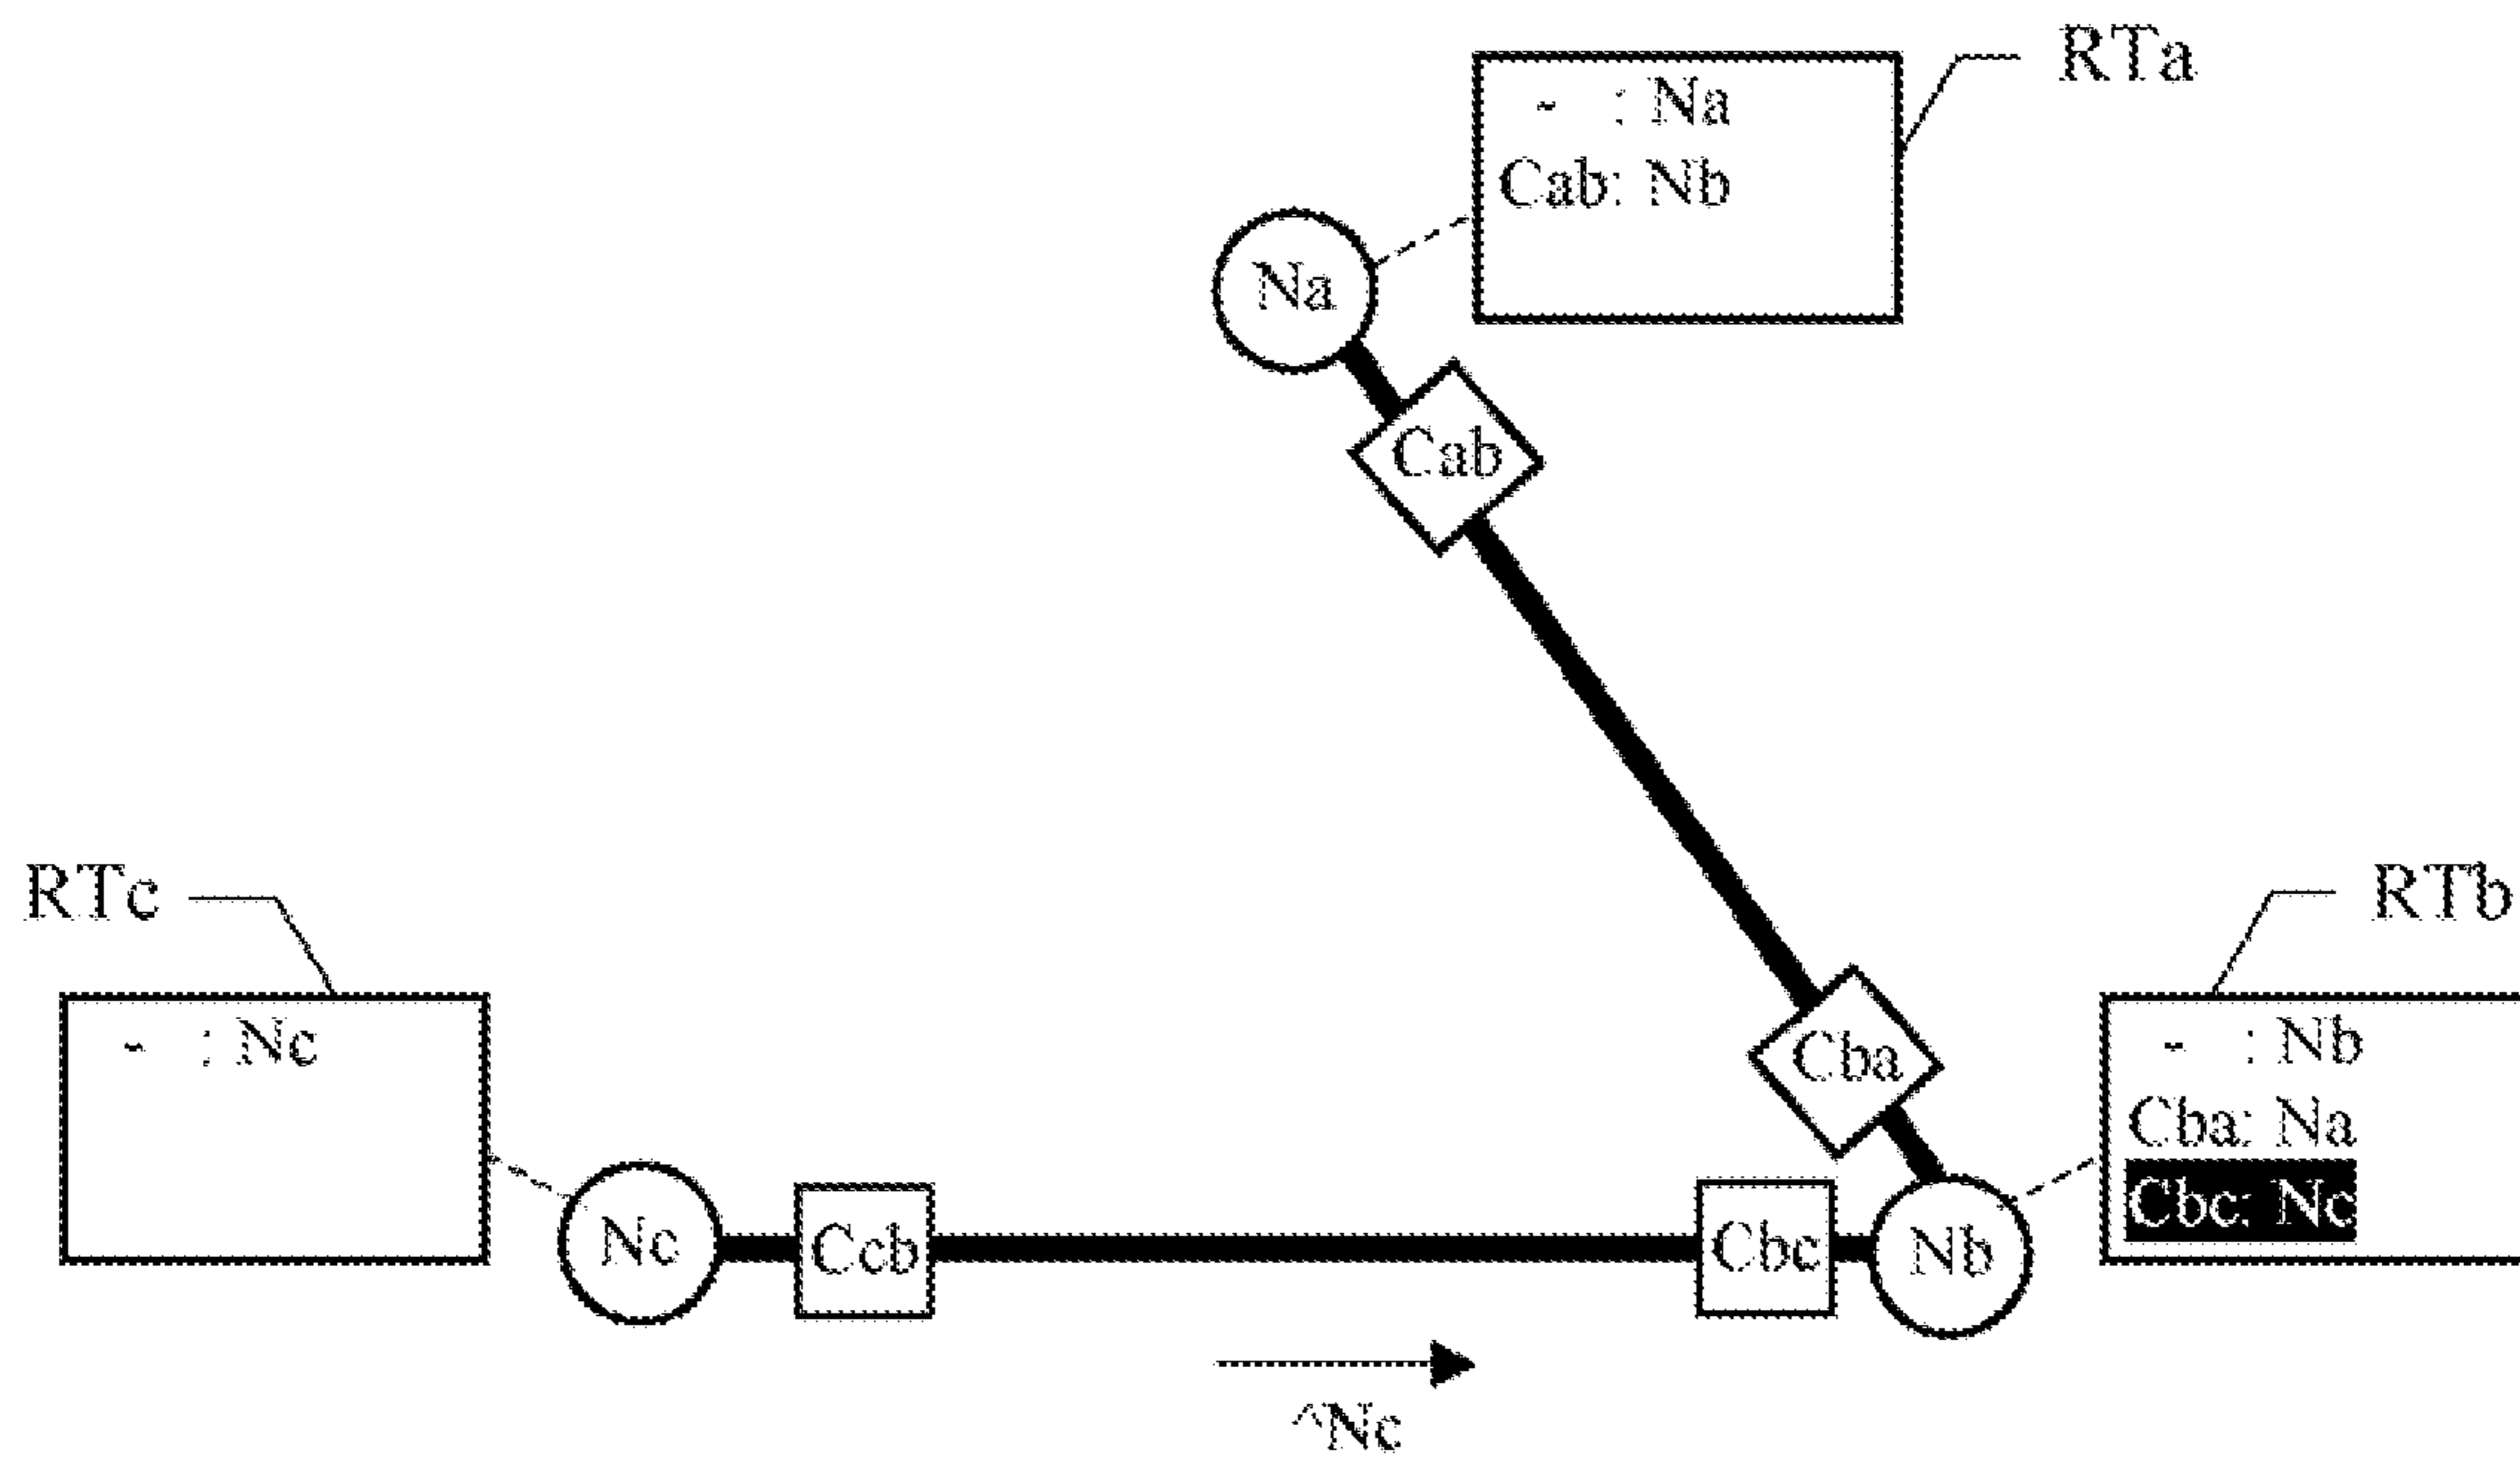 RTa
- : Na
Cab: Nb
Na
Cab
RTc
RTb
- : Nc
Cba
- : Nb
Cba: Na
Cbc: Nc
Nc
Ccb
Cbc
Nb
^Nc